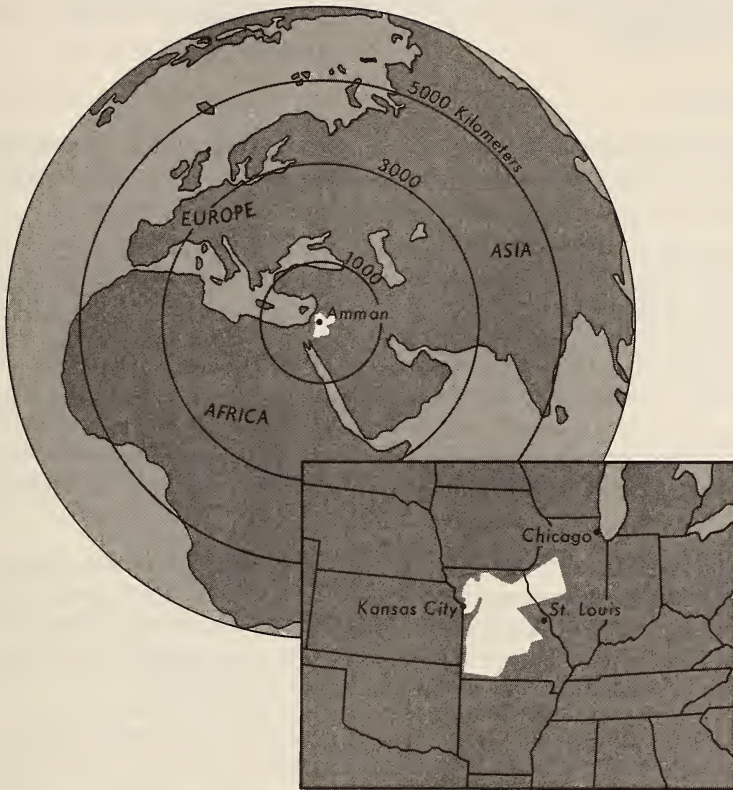 5000 Kilometers
3000
EUROPE
ASIA
1000
Amman
AFRICA
Chicago
Kansas City
St. Louis